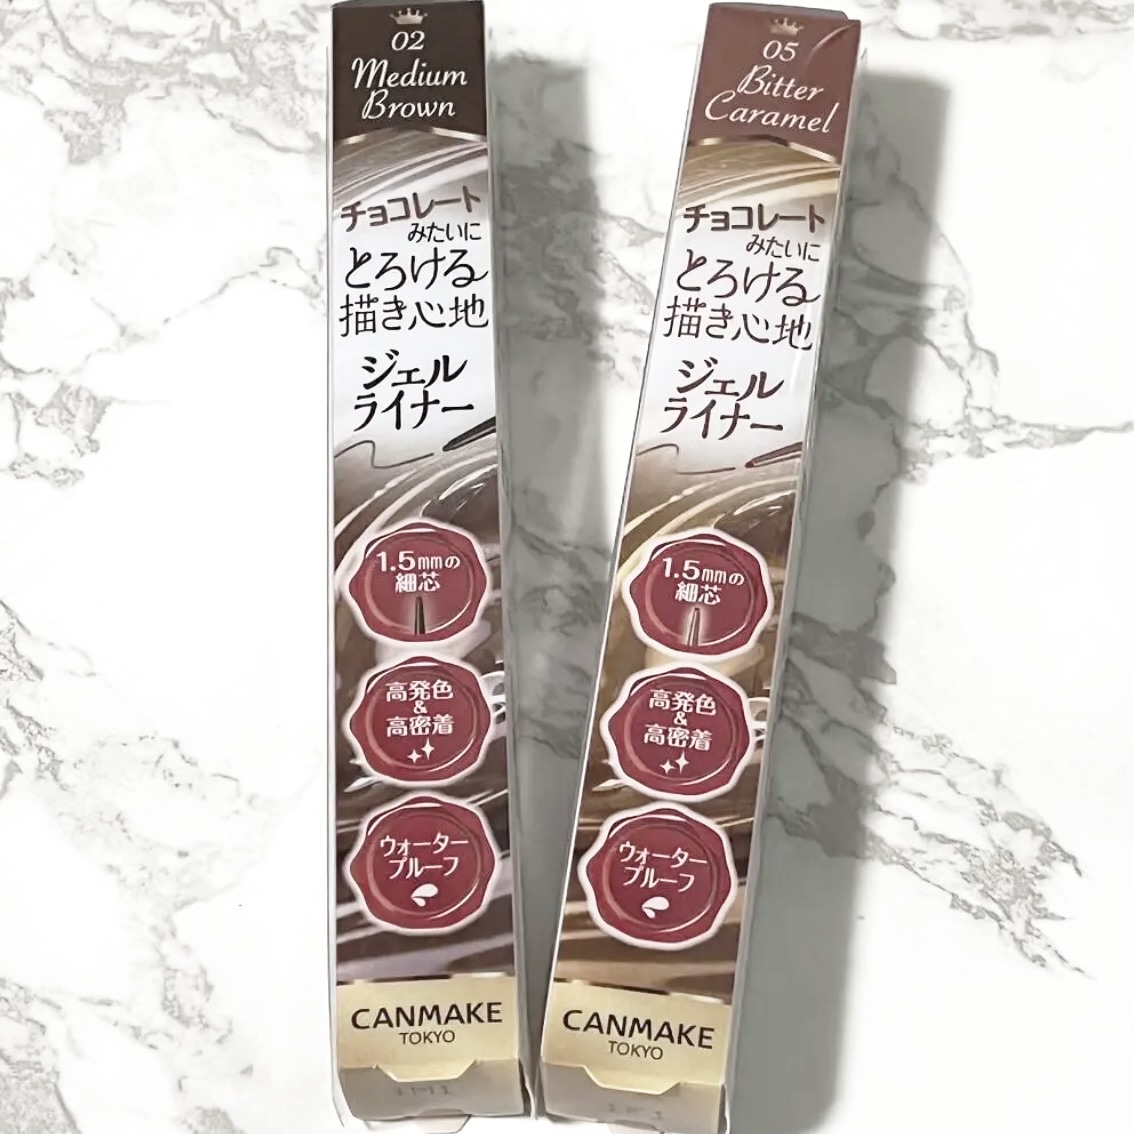 02
Medium
Brown
チョコレート
みたいに
とろける
描き心地
ジェル
ライナー
1.5mmの
細芯
高発色
&
高密着
ウォーター
プルーフ
CANMAKE
TOKYO
05
Bitter
Caramel
チョコレート
みたいに
とろける
描き心地
ジェル
ライナー
1.5mmの
細芯
高発色
&
高密着
ウォーター
プルーフ
CANMAKE
TOKYO